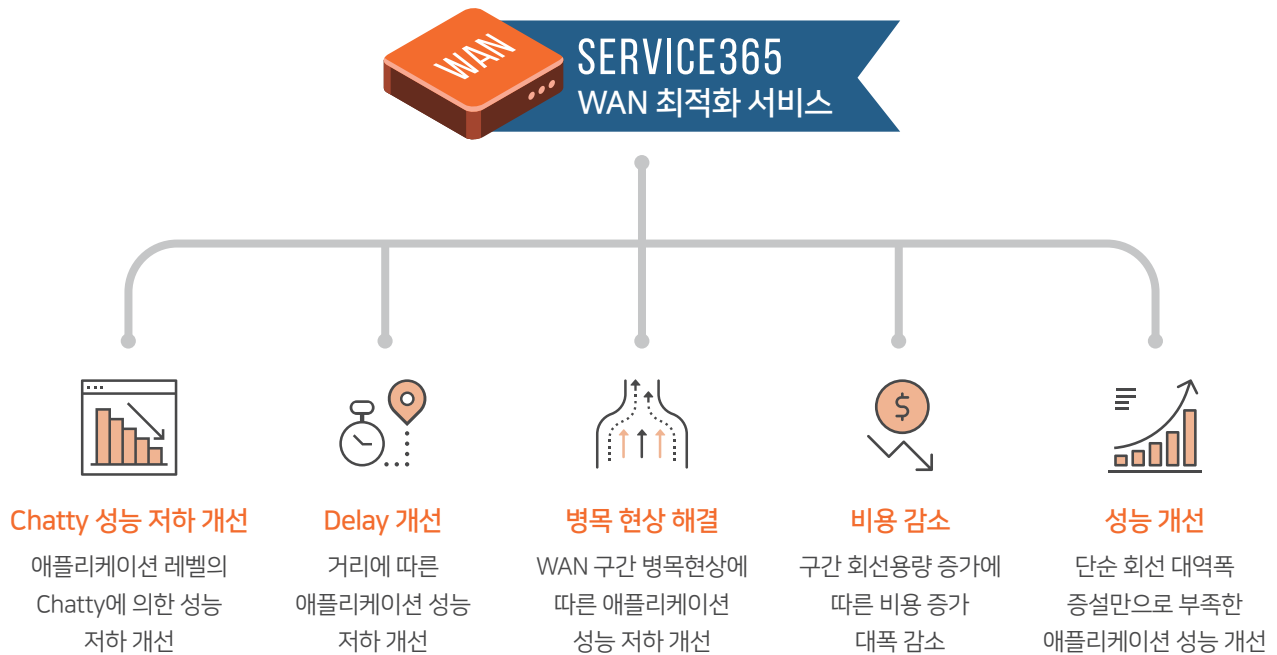 WAN
SERVICE365
WAN 최적화 서비스
Chatty 성능 저하 개선
애플리케이션 레벨의
Chatty에 의한 성능
저하 개선
Delay 개선
거리에 따른
애플리케이션 성능
저하 개선
병목 현상 해결
WAN 구간 병목현상에
따른 애플리케이션
성능 저하 개선
$
비용 감소
구간 회선용량 증가에
따른 비용 증가
대폭 감소
성능 개선
단순 회선 대역폭
증설만으로 부족한
애플리케이션 성능 개선